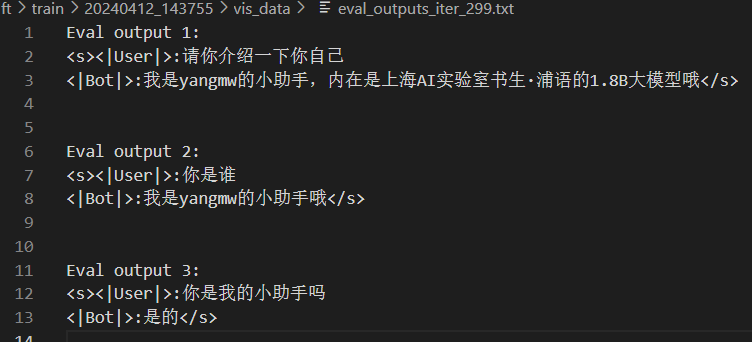 ft > train > 20240412_143755 > vis_data > eval_outputs_iter_299.txt
1 Eval output 1:
2 <s><|User|>:请你介绍一下你自己
3 <|Bot|>:我是yangmw的小助手，内在是上海AI实验室书生·浦语的1.8B大模型哦</s>
4
5
6 Eval output 2:
7 <s><|User|>:你是谁
8 <|Bot|>:我是yangmw的小助手哦</s>
9
10
11 Eval output 3:
12 <s><|User|>:你是我的小助手吗
13 <|Bot|>:是的</s>
14